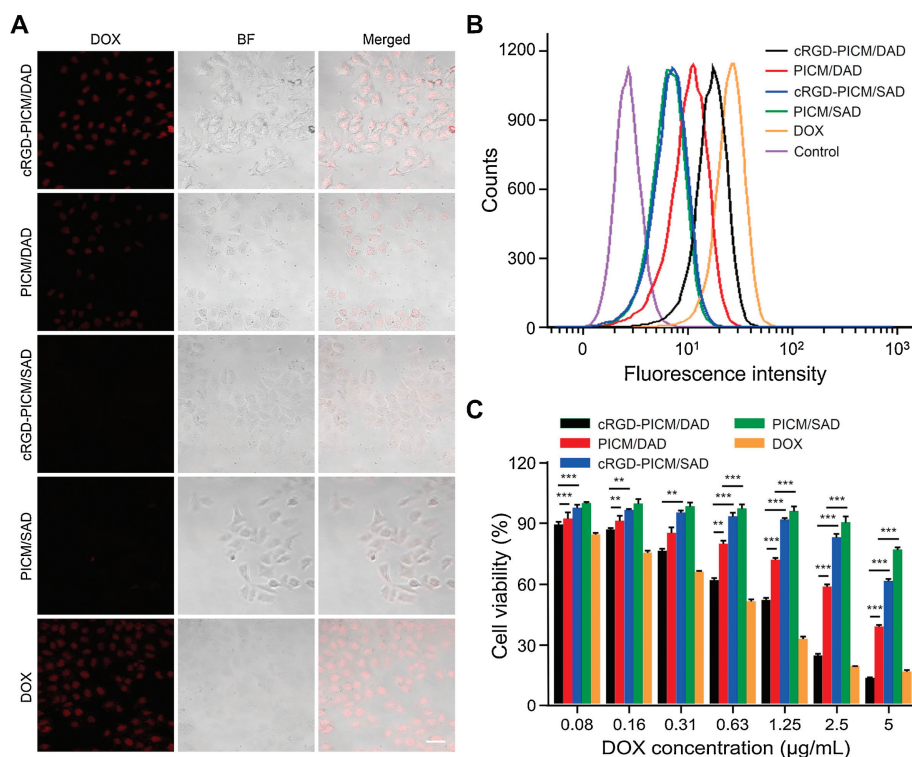 A
DOX BF Merged
cRGD-PICM/DAD
PICM/DAD
cRGD-PICM/SAD
PICM/SAD
DOX
B
1200
900
600
300
0
Counts
0 10¹ 10² 10³
Fluorescence intensity
cRGD-PICM/DAD
PICM/DAD
cRGD-PICM/SAD
PICM/SAD
DOX
Control
C
cRGD-PICM/DAD PICM/SAD
PICM/DAD DOX
cRGD-PICM/SAD
120
90
60
30
0
Cell viability (%)
*** ***
** **
**
*** *** **
*** *** ***
*** *** ***
*** *** ***
0.08 0.16 0.31 0.63 1.25 2.5 5
DOX concentration (µg/mL)